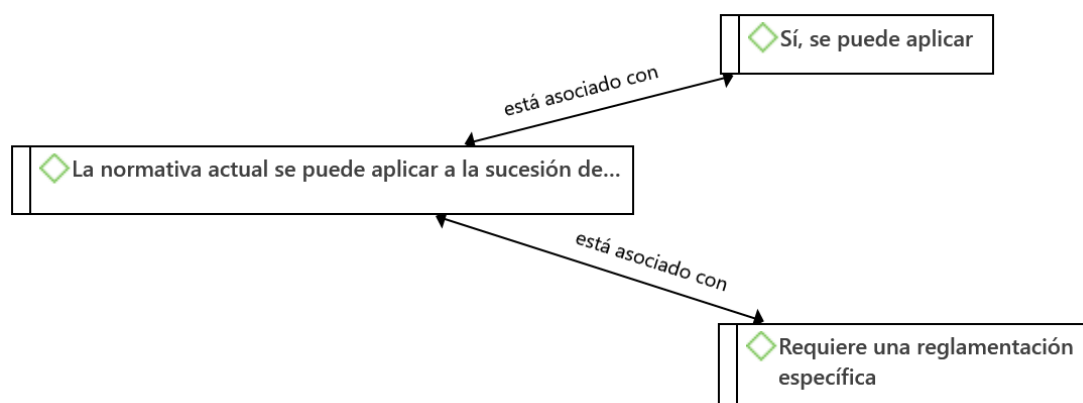 Sí, se puede aplicar
está asociado con
La normativa actual se puede aplicar a la sucesión de...
está asociado con
Requiere una reglamentación
específica